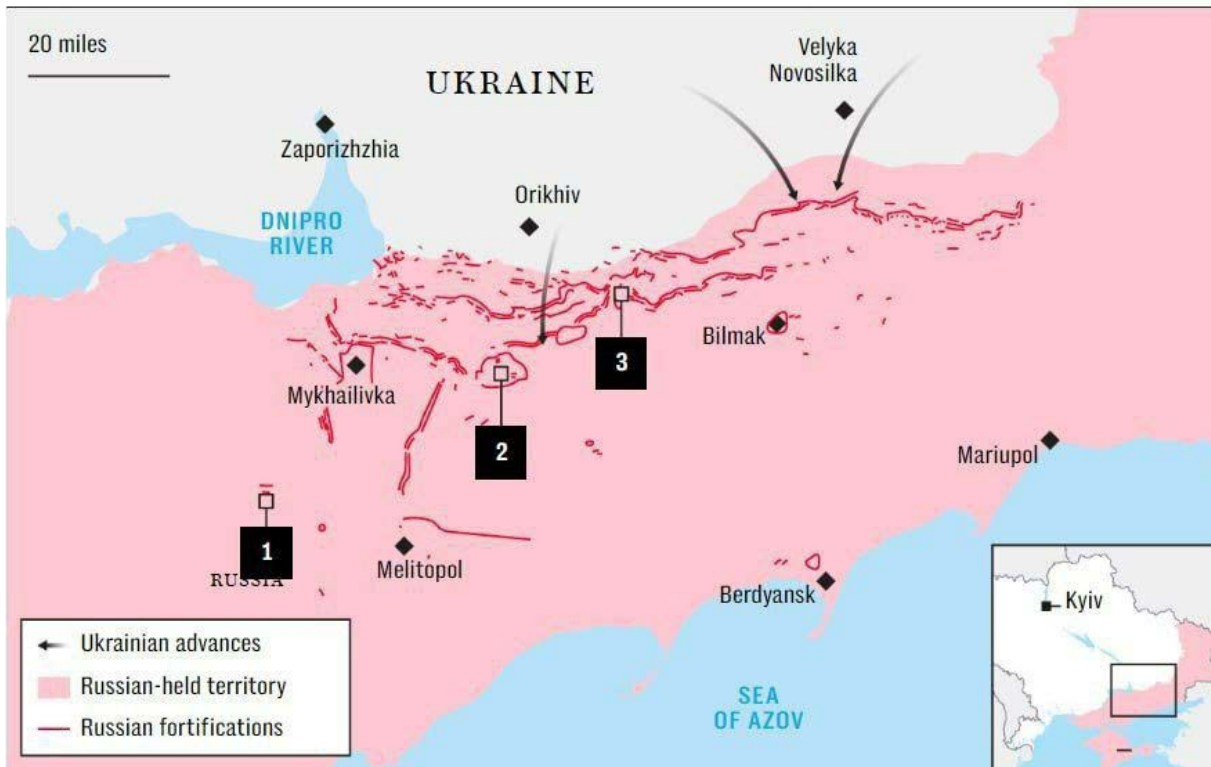 20 miles
UKRAINE
Velyka
Novosilka
Zaporizhzhia
Orikhiv
DNIPRO
RIVER
Bilmak
3
Mykhailivka
2
Mariupol
1
RUSSIA
Melitopol
Berdyansk
Kyiv
SEA
OF AZOV
Ukrainian advances
Russian-held territory
Russian fortifications